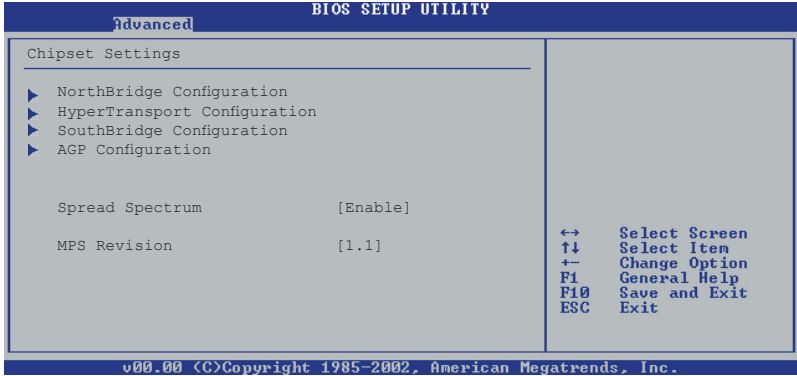 BIOS SETUP UTILITY
Advanced
Chipset Settings
NorthBridge Configuration
HyperTransport Configuration
SouthBridge Configuration
AGP Configuration
Spread Spectrum [Enable]
MPS Revision [1.1]
↔ Select Screen
↑↓ Select Item
+- Change Option
F1 General Help
F10 Save and Exit
ESC Exit
v00.00 (C)Copyright 1985-2002, American Megatrends, Inc.